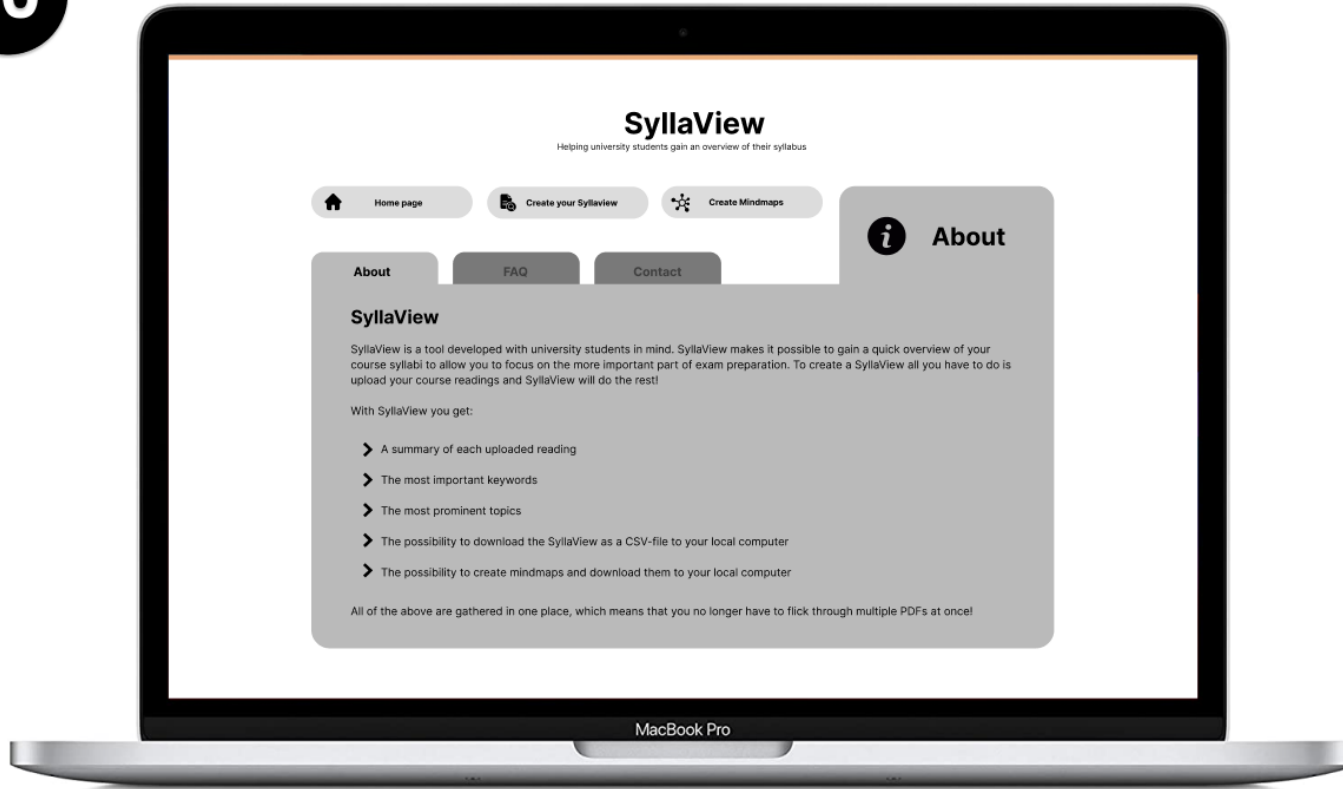 SyllaView
Helping university students gain an overview of their syllabus
Home page
Create your Syllaview
Create Mindmaps
About
About
FAQ
Contact
SyllaView
SyllaView is a tool developed with university students in mind. SyllaView makes it possible to gain a quick overview of your
course syllabi to allow you to focus on the more important part of exam preparation. To create a SyllaView all you have to do is
upload your course readings and SyllaView will do the rest!
With SyllaView you get:
A summary of each uploaded reading
The most important keywords
The most prominent topics
The possibility to download the SyllaView as a CSV-file to your local computer
The possibility to create mindmaps and download them to your local computer
All of the above are gathered in one place, which means that you no longer have to flick through multiple PDFs at once!
MacBook Pro